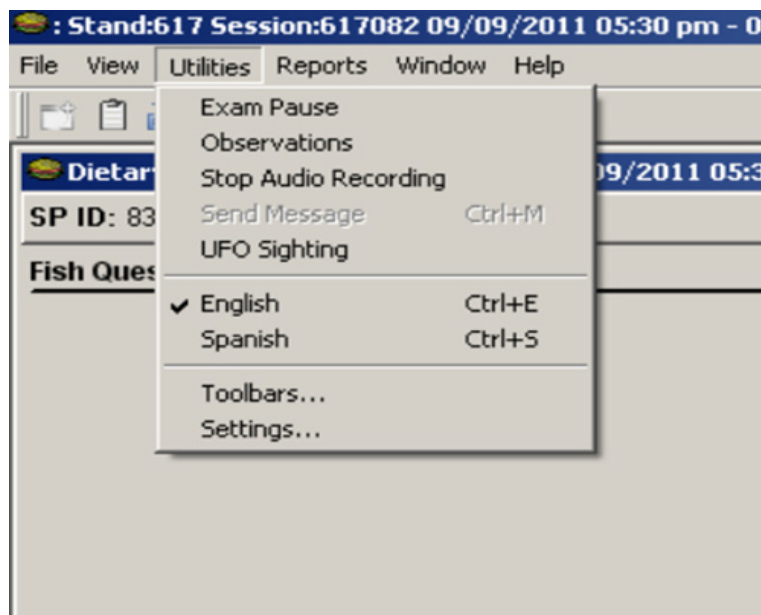 : Stand:617 Session:617082 09/09/2011 05:30 pm - 0
File View Utilities Reports Window Help
Exam Pause
Dietar 09/2011 05:3
Observations
Stop Audio Recording
SP ID: 83
Send Message Ctrl+M
UFO Sighting
Fish Ques
English Ctrl+E
Spanish Ctrl+S
Toolbars...
Settings...